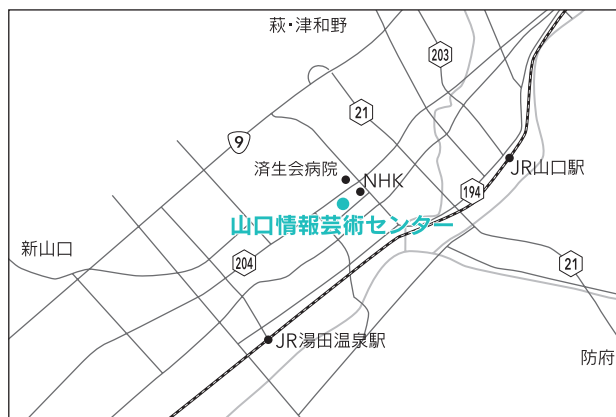 萩・津和野
203
21
9
済生会病院
NHK
JR山口駅
194
山口情報芸術センター
新山口
204
21
JR湯田温泉駅
防府